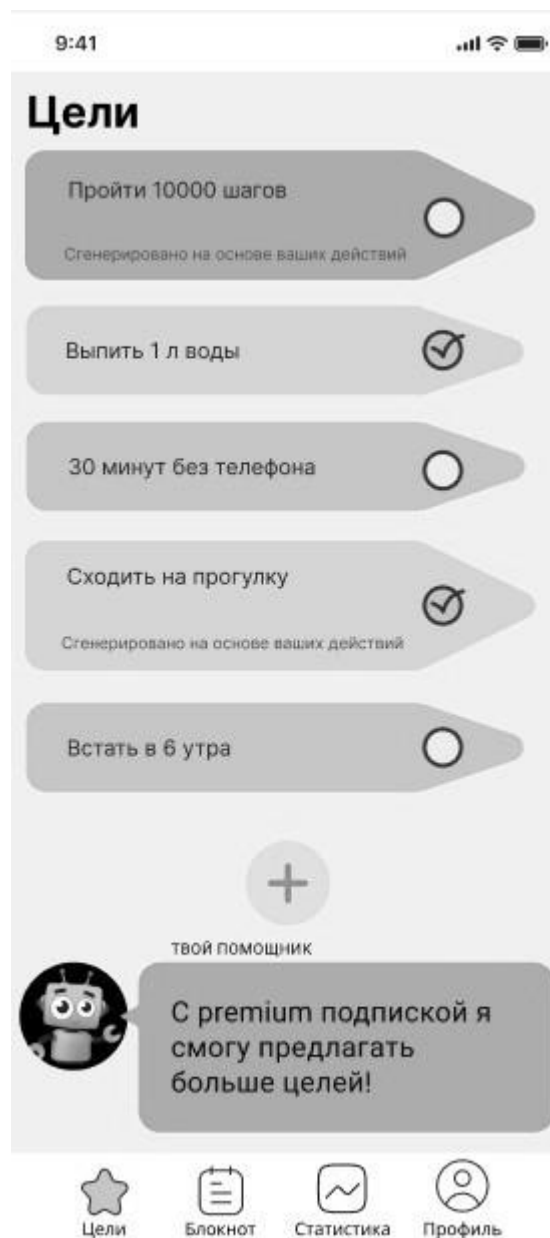 9:41
Цели
Пройти 10000 шагов
Сгенерировано на основе ваших действий
Выпить 1 л воды
30 минут без телефона
Сходить на прогулку
Сгенерировано на основе ваших действий
Встать в 6 утра
твой помощник
С premium подпиской я
смогу предлагать
больше целей!
Цели Блокнот Статистика Профиль